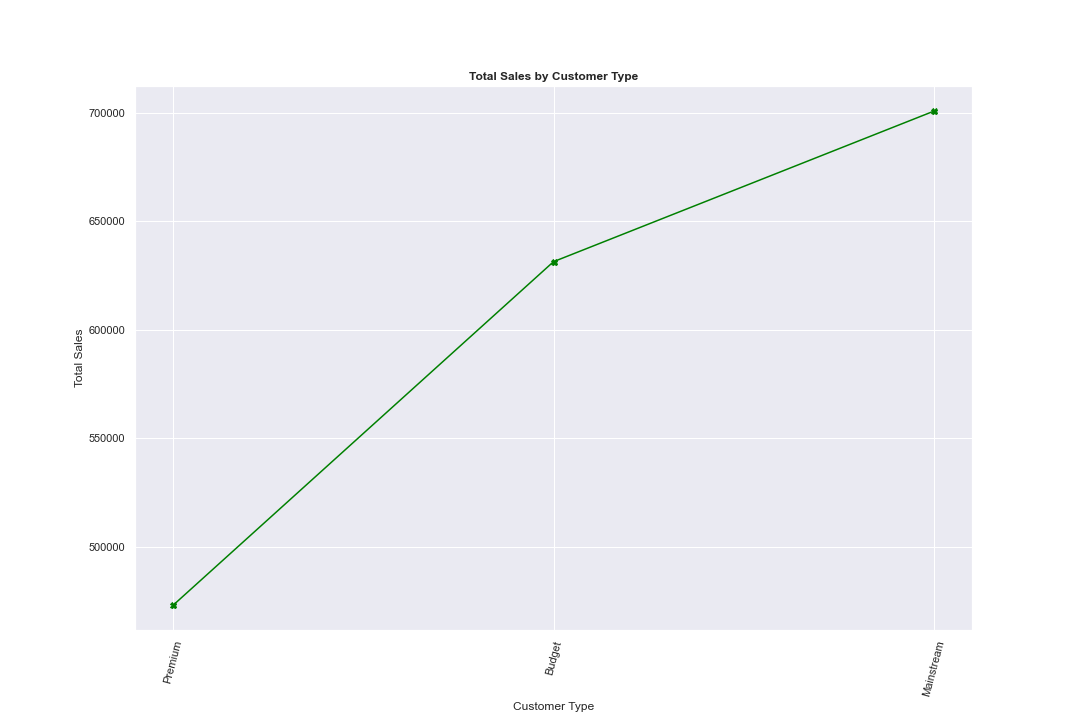 Total Sales by Customer Type
700000
650000
600000
550000
500000
Total Sales
Premium
Budget
Mainstream
Customer Type